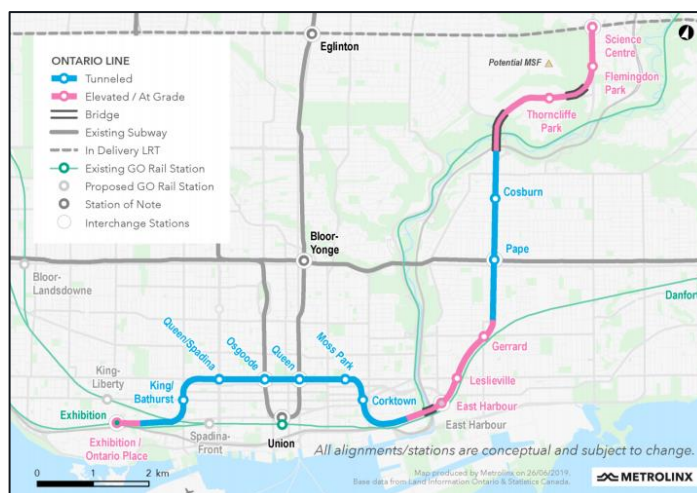 ONTARIO LINE
Tunneled
Elevated / At Grade
Bridge
Existing Subway
In Delivery LRT
Existing GO Rail Station
Proposed GO Rail Station
Station of Note
Interchange Stations
Eglinton
Potential MSF
Science
Centre
Flemingdon
Park
Thorncliffe
Park
Cosburn
Bloor-
Yonge
Pape
Bloor-
Landsdowne
Danfort
Queen/Spadina
Osgoode
Queen
Moss Park
Gerrard
King-
Liberty
King/
Bathurst
Leslieville
Corktown
East Harbour
East Harbour
Exhibition
Exhibition /
Ontario Place
Spadina-
Front
Union
All alignments/stations are conceptual and subject to change.
0 1 2 km
Map produced by Metrolinx on 26/06/2019.
Base data from Land Information Ontario & Statistics Canada.
METROLINX